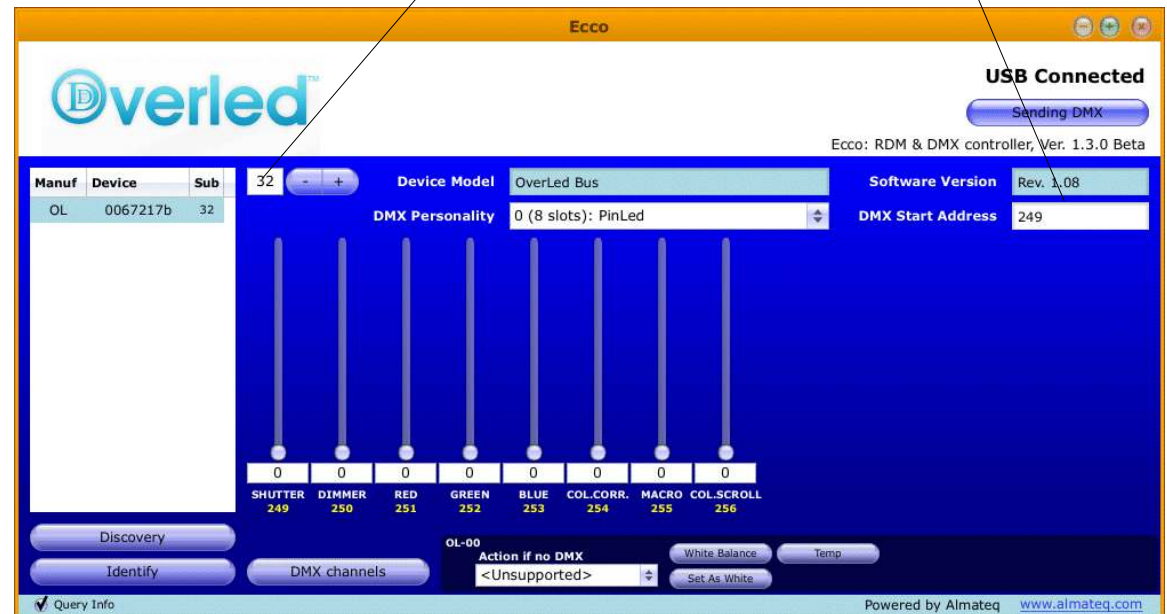 Ecco
Overled™
USB Connected
Sending DMX
Ecco: RDM & DMX controller, Ver. 1.3.0 Beta
Manuf Device Sub
OL 0067217b 32
32 - + Device Model OverLed Bus Software Version Rev. 1.08
DMX Personality 0 (8 slots): PinLed DMX Start Address 249
0 0 0 0 0 0 0 0
SHUTTER DIMMER RED GREEN BLUE COL.CORR. MACRO COL.SCROLL
249 250 251 252 253 254 255 256
Discovery
Identify
DMX channels
OL-00
Action if no DMX
<Unsupported>
White Balance
Temp
Set As White
Query Info
Powered by Almateq www.almateq.com